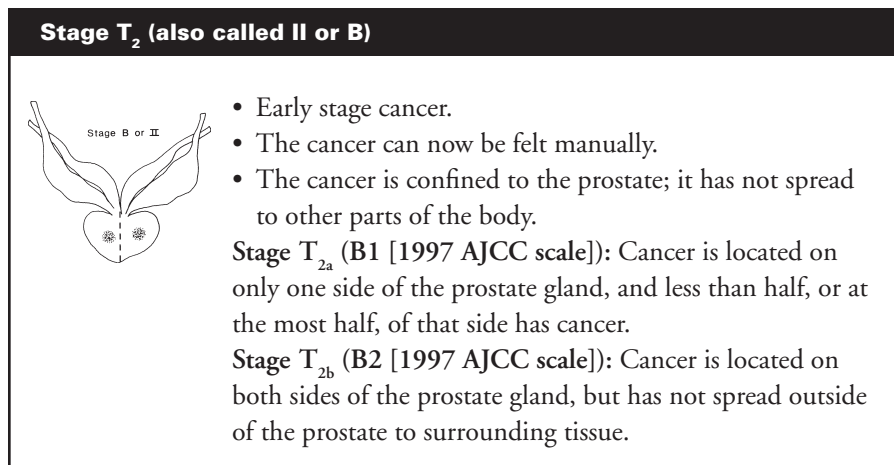 Stage T2 (also called II or B)
Stage B or II
• Early stage cancer.
• The cancer can now be felt manually.
• The cancer is confined to the prostate; it has not spread
to other parts of the body.
Stage T2a (B1 [1997 AJCC scale]): Cancer is located on
only one side of the prostate gland, and less than half, or at
the most half, of that side has cancer.
Stage T2b (B2 [1997 AJCC scale]): Cancer is located on
both sides of the prostate gland, but has not spread outside
of the prostate to surrounding tissue.